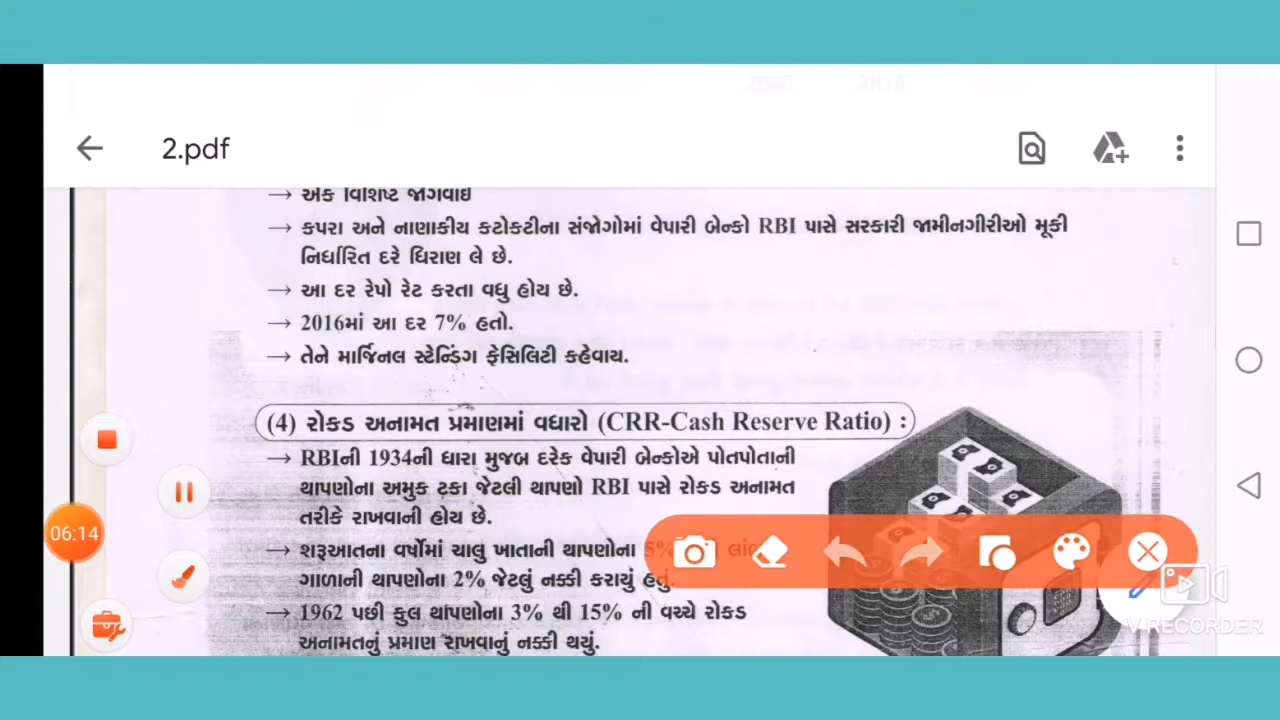 2.pdf
→ એક વિશિષ્ટ જોગવાઈ
→ કપરા અને નાણાકીય કટોકટીના સંજોગોમાં વેપારી બેન્કો RBI પાસે સરકારી જામીનગીરીઓ મૂકી
નિર્ધારિત દરે ધિરાણ લે છે.
→ આ દર રેપો રેટ કરતા વધુ હોય છે.
→ 2016માં આ દર 7% હતો.
→ તેને માર્જિનલ સ્ટેન્ડિંગ ફેસિલિટી કહેવાય.
(4) રોકડ અનામત પ્રમાણમાં વધારો (CRR-Cash Reserve Ratio) :
→ RBIની 1934ની ધારા મુજબ દરેક વેપારી બેન્કોએ પોતપોતાની
થાપણોના અમુક ટકા જેટલી થાપણો RBI પાસે રોકડ અનામત
તરીકે રાખવાની હોય છે.
→ શરૂઆતના વર્ષોમાં ચાલુ ખાતાની થાપણોના 5%
ગાળાની થાપણોના 2% જેટલું નક્કી કરાયું હતું.
→ 1962 પછી કુલ થાપણોના 3% થી 15% ની વચ્ચે રોકડ
અનામતનું પ્રમાણ રાખવાનું નક્કી થયું.
06:14
V RECORDER